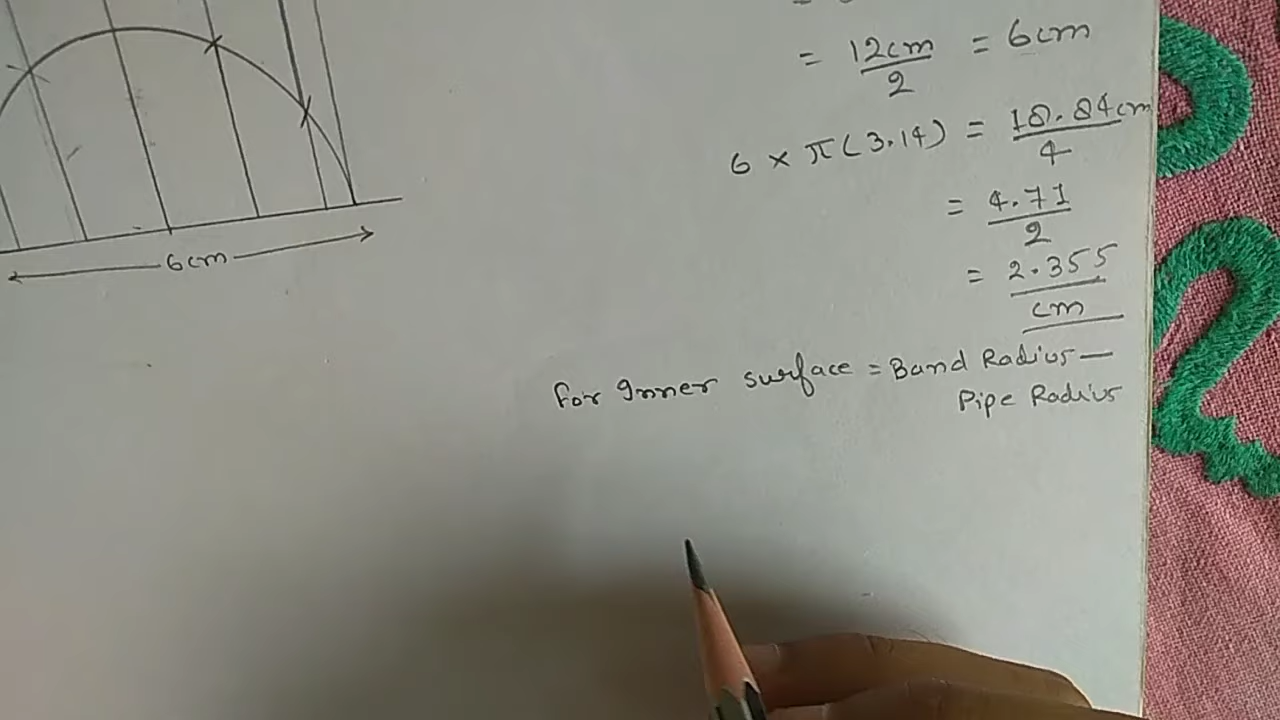 = 12cm/2 = 6cm
6 × π(3.14) = 18.84cm/4
= 4.71/2
= 2.355
cm
6cm
For Inner surface = Band Radius —
Pipe Radius